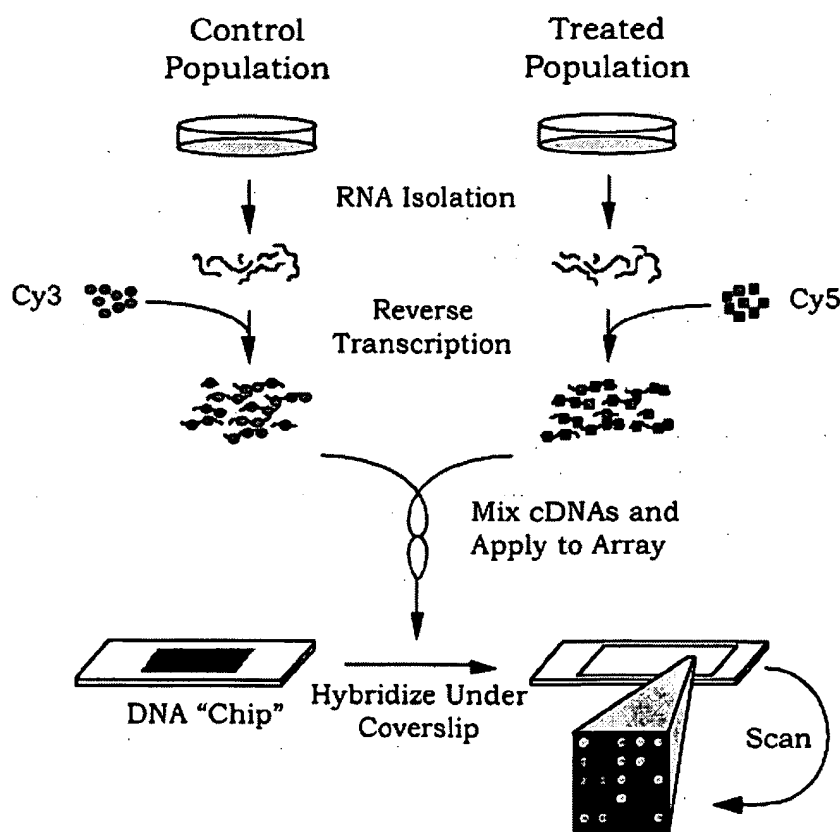 Control
Population
Treated
Population
RNA Isolation
Cy3
Reverse
Transcription
Cy5
Mix cDNAs and
Apply to Array
DNA “Chip”
Hybridize Under
Coverslip
Scan